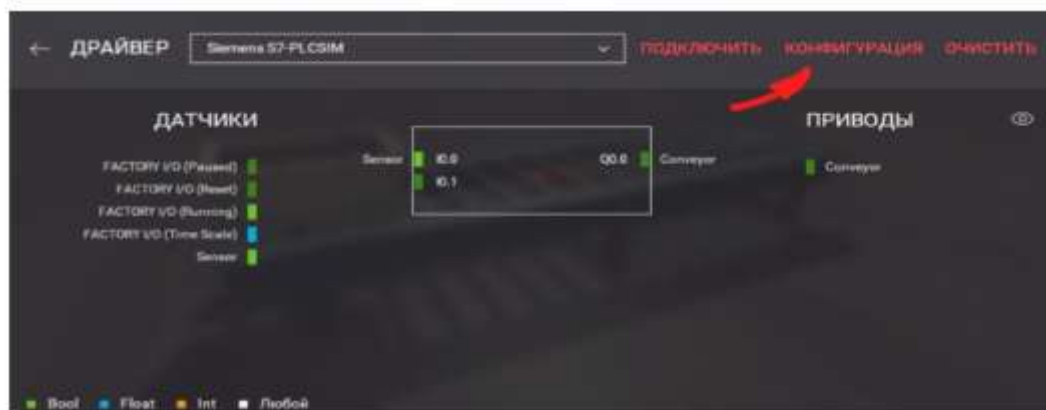 ← ДРАЙВЕР Siemens S7-PLCSIM ПОДКЛЮЧИТЬ КОНФИГУРАЦИЯ ОЧИСТИТЬ
ДАТЧИКИ
FACTORY I/O (Paused)
FACTORY I/O (Reset)
FACTORY I/O (Running)
FACTORY I/O (Time Scale)
Sensor
Sensor I0.0 Q0.0 Conveyor
I0.1
ПРИВОДЫ
Conveyor
Bool Float Int Любой